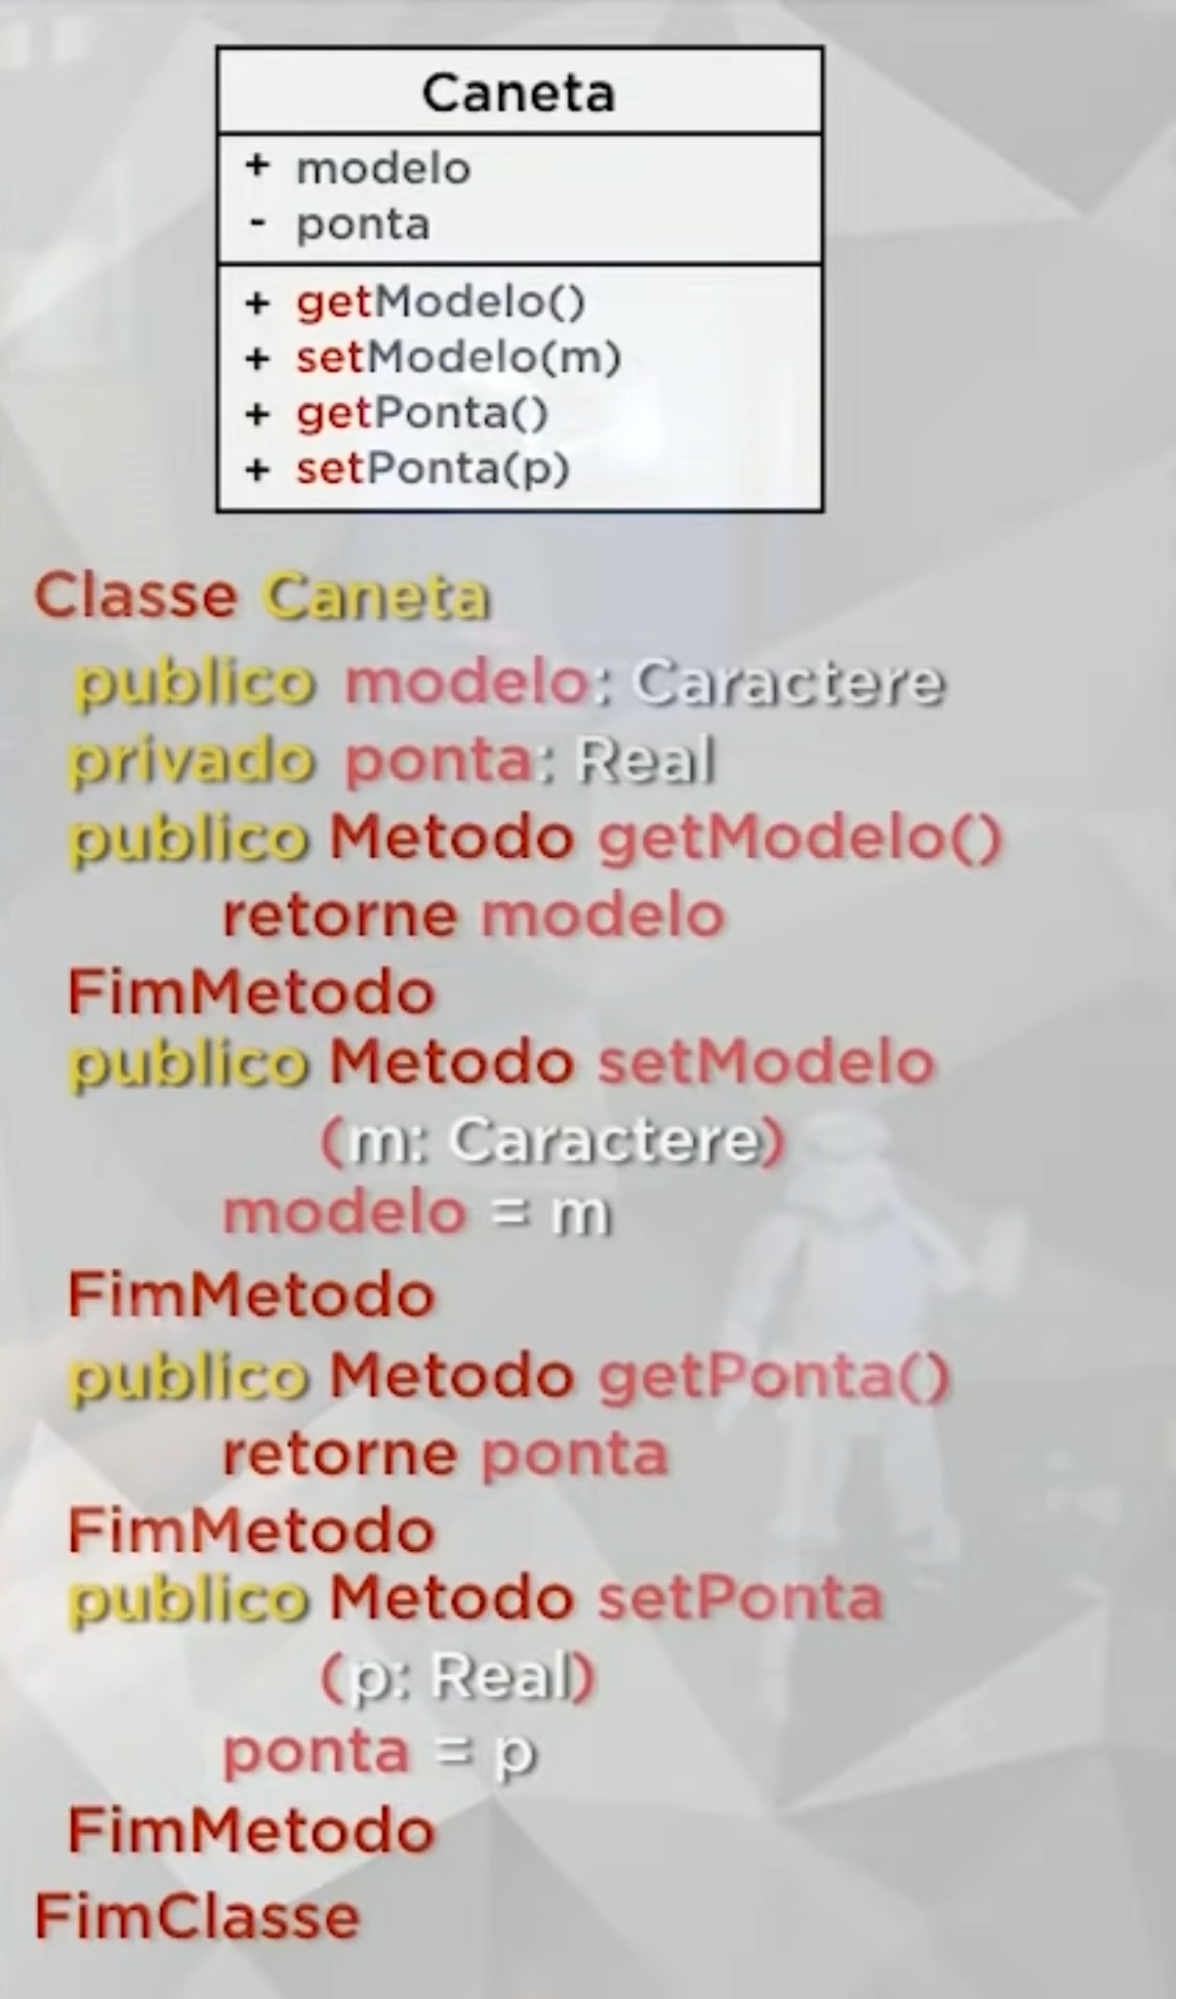 Caneta
+ modelo
- ponta
+ getModelo()
+ setModelo(m)
+ getPonta()
+ setPonta(p)
Classe Caneta
publico modelo: Caractere
privado ponta: Real
publico Metodo getModelo()
retorne modelo
FimMetodo
publico Metodo setModelo
(m: Caractere)
modelo = m
FimMetodo
publico Metodo getPonta()
retorne ponta
FimMetodo
publico Metodo setPonta
(p: Real)
ponta = p
FimMetodo
FimClasse